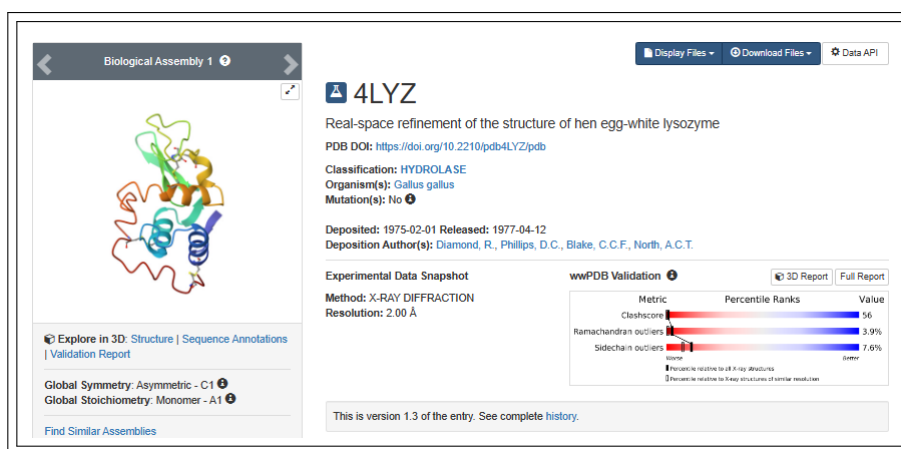 Biological Assembly 1
Display Files
Download Files
Data API
4LYZ
Real-space refinement of the structure of hen egg-white lysozyme
PDB DOI: https://doi.org/10.2210/pdb4LYZ/pdb
Classification: HYDROLASE
Organism(s): Gallus gallus
Mutation(s): No
Deposited: 1975-02-01 Released: 1977-04-12
Deposition Author(s): Diamond, R., Phillips, D.C., Blake, C.C.F., North, A.C.T.
Experimental Data Snapshot
Method: X-RAY DIFFRACTION
Resolution: 2.00 Å
wwPDB Validation
3D Report
Full Report
Metric Percentile Ranks Value
Clashscore 56
Ramachandran outliers 3.9%
Sidechain outliers 7.6%
Worse Better
Percentile relative to all X-ray structures
Percentile relative to X-ray structures of similar resolution
Explore in 3D: Structure | Sequence Annotations
| Validation Report
Global Symmetry: Asymmetric - C1
Global Stoichiometry: Monomer - A1
Find Similar Assemblies
This is version 1.3 of the entry. See complete history.